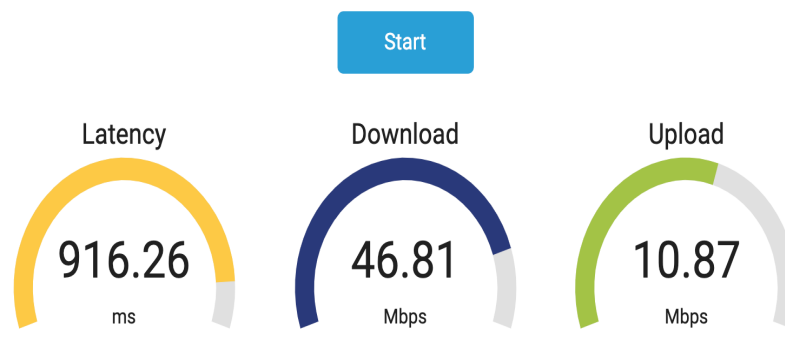 Start
Latency
Download
Upload
916.26
46.81
10.87
ms
Mbps
Mbps